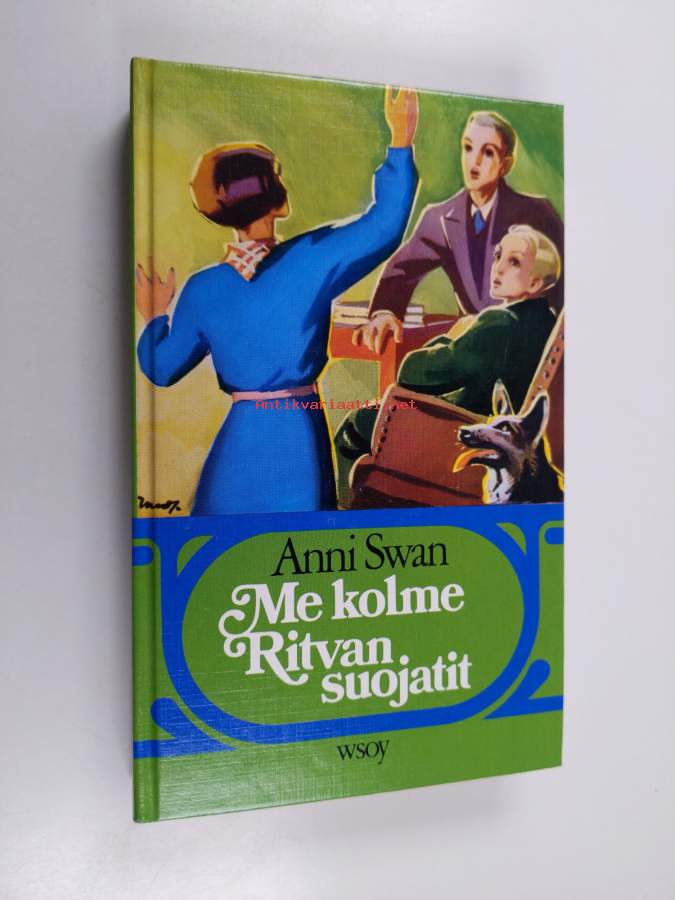 Antikvariaatti.net
Anni Swan
Me kolme
Ritvan
suojatit
wsoy